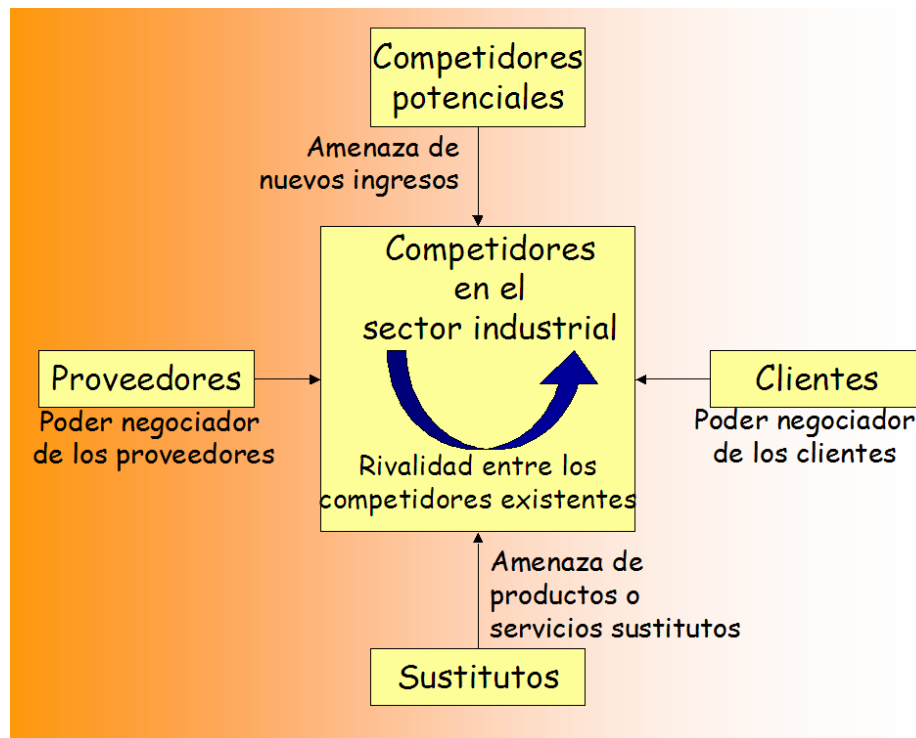 Competidores
potenciales
Amenaza de
nuevos ingresos
Competidores
en el
sector industrial
Proveedores
Poder negociador
de los proveedores
Clientes
Poder negociador
de los clientes
Rivalidad entre los
competidores existentes
Amenaza de
productos o
servicios sustitutos
Sustitutos